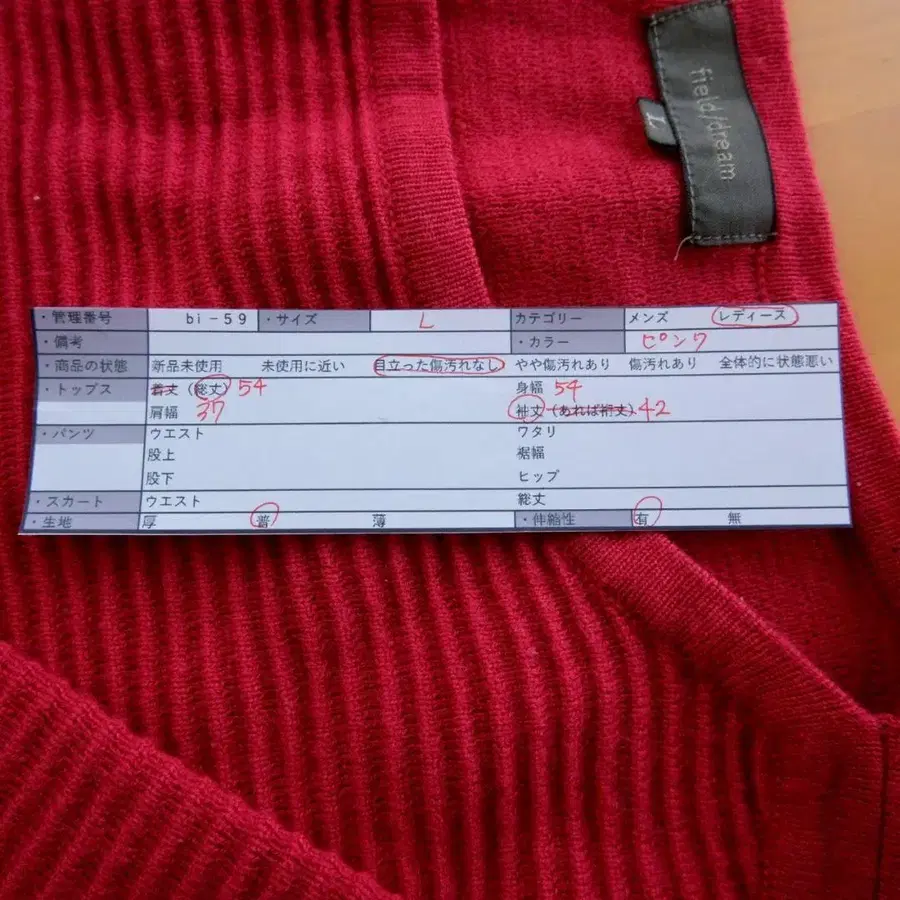 field/dream
L
・管理番号 bi-59 ・サイズ L カテゴリー メンズ レディース
・備考 ・カラー ピンク
・商品の状態 新品未使用 未使用に近い 目立った傷汚れなし やや傷汚れあり 傷汚れあり 全体的に状態悪い
・トップス 着丈 (総丈) 54 身幅 54
肩幅 37 袖丈 (あれば裄丈) 42
・パンツ ウエスト ワタリ
股上 裾幅
股下 ヒップ
・スカート ウエスト 総丈
・生地 厚 普 薄 ・伸縮性 有 無